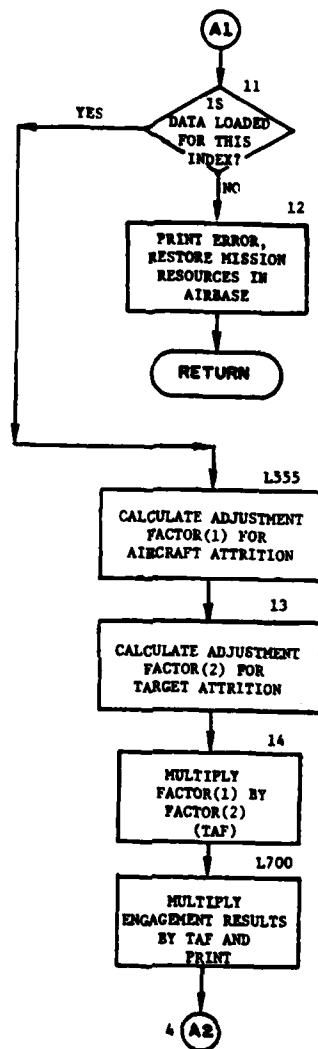 A1
11
IS
DATA LOADED
FOR THIS
INDEX?
YES
NO
12
PRINT ERROR,
RESTORE MISSION
RESOURCES IN
AIRBASE
RETURN
L355
CALCULATE ADJUSTMENT
FACTOR(1) FOR
AIRCRAFT ATTRITION
13
CALCULATE ADJUSTMENT
FACTOR(2) FOR
TARGET ATTRITION
14
MULTIPLY
FACTOR(1) BY
FACTOR(2)
(TAF)
L700
MULTIPLY
ENGAGEMENT RESULTS
BY TAF AND
PRINT
4 A2